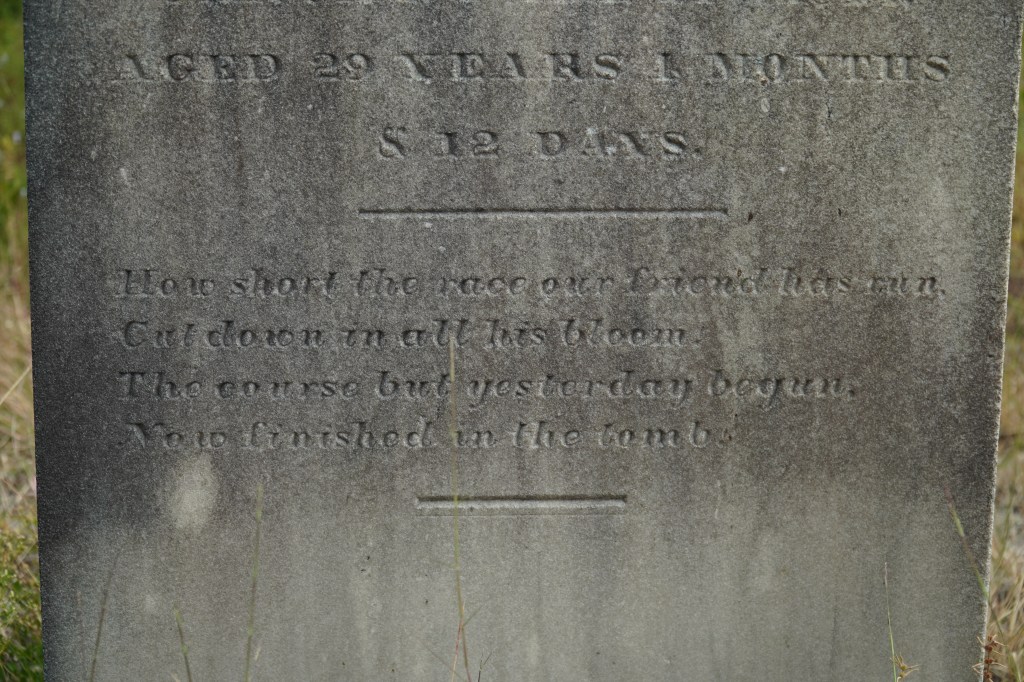 AGED 29 YEARS 4 MONTHS
& 12 DAYS.
How short the race our friend has run,
Cut down in all his bloom;
The course but yesterday begun,
Now finished in the tomb.